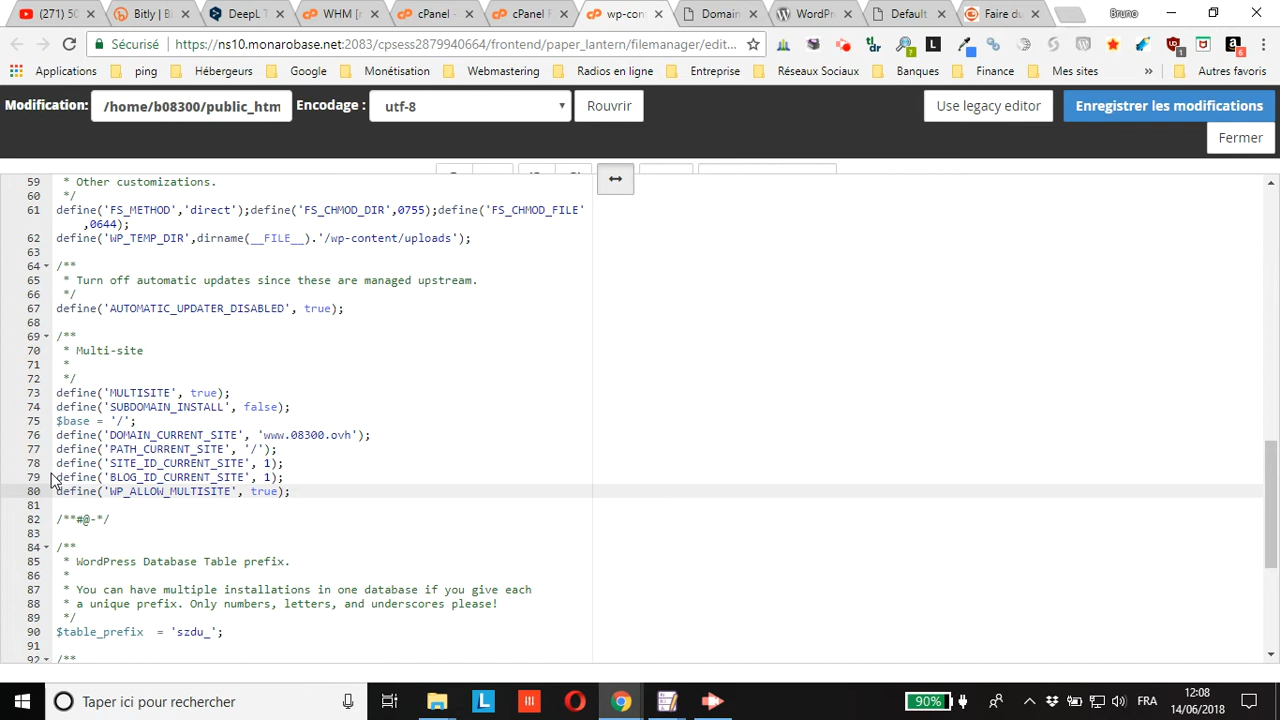 (271) 50
Bitly | B
DeepL T
WHM [
cPanel -
cPanel F
wp-con
Domain
WordPr
Default
Faire du
Bruno
Sécurisé
https://ns10.monarobase.net:2083/cpsess2879940664/frontend/paper_lantern/filemanager/edit...
Applications
ping
Hébergeurs
Google
Monétisation
Webmastering
Radios en ligne
Entreprise
Réseaux Sociaux
Banques
Finance
Mes sites
»
Autres favoris
Modification:
/home/b08300/public_htm
Encodage :
utf-8
Rouvrir
Use legacy editor
Enregistrer les modifications
Fermer
59 * Other customizations.
60 */
61 define('FS_METHOD','direct');define('FS_CHMOD_DIR',0755);define('FS_CHMOD_FILE'
,0644);
62 define('WP_TEMP_DIR',dirname(__FILE__).'/wp-content/uploads');
63
64 /**
65 * Turn off automatic updates since these are managed upstream.
66 */
67 define('AUTOMATIC_UPDATER_DISABLED', true);
68
69 /**
70 * Multi-site
71 *
72 */
73 define('MULTISITE', true);
74 define('SUBDOMAIN_INSTALL', false);
75 $base = '/';
76 define('DOMAIN_CURRENT_SITE', 'www.08300.ovh');
77 define('PATH_CURRENT_SITE', '/');
78 define('SITE_ID_CURRENT_SITE', 1);
79 define('BLOG_ID_CURRENT_SITE', 1);
80 define('WP_ALLOW_MULTISITE', true);
81
82 /**#@-*/
83
84 /**
85 * WordPress Database Table prefix.
86 *
87 * You can have multiple installations in one database if you give each
88 * a unique prefix. Only numbers, letters, and underscores please!
89 */
90 $table_prefix = 'szdu_';
91
92 /**
Taper ici pour rechercher
90%
FRA
12:08
14/06/2018